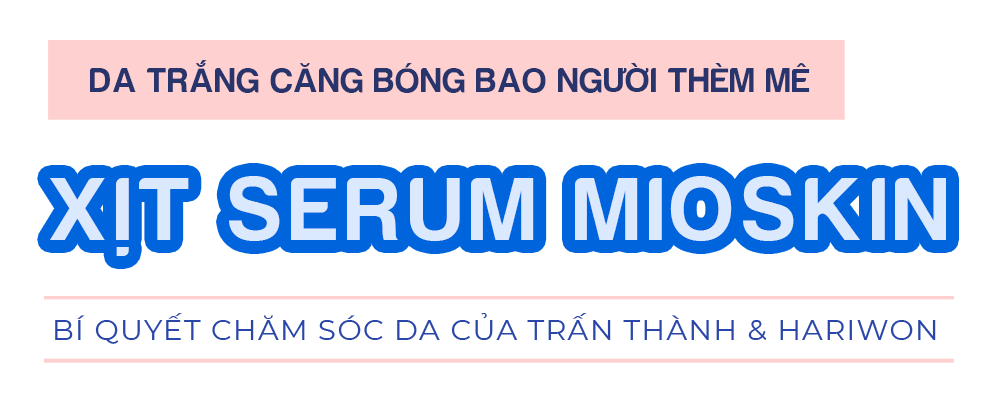 DA TRẮNG CĂNG BÓNG BAO NGƯỜI THÈM MÊ
XỊT SERUM MIOSKIN
BÍ QUYẾT CHĂM SÓC DA CỦA TRẤN THÀNH & HARIWON